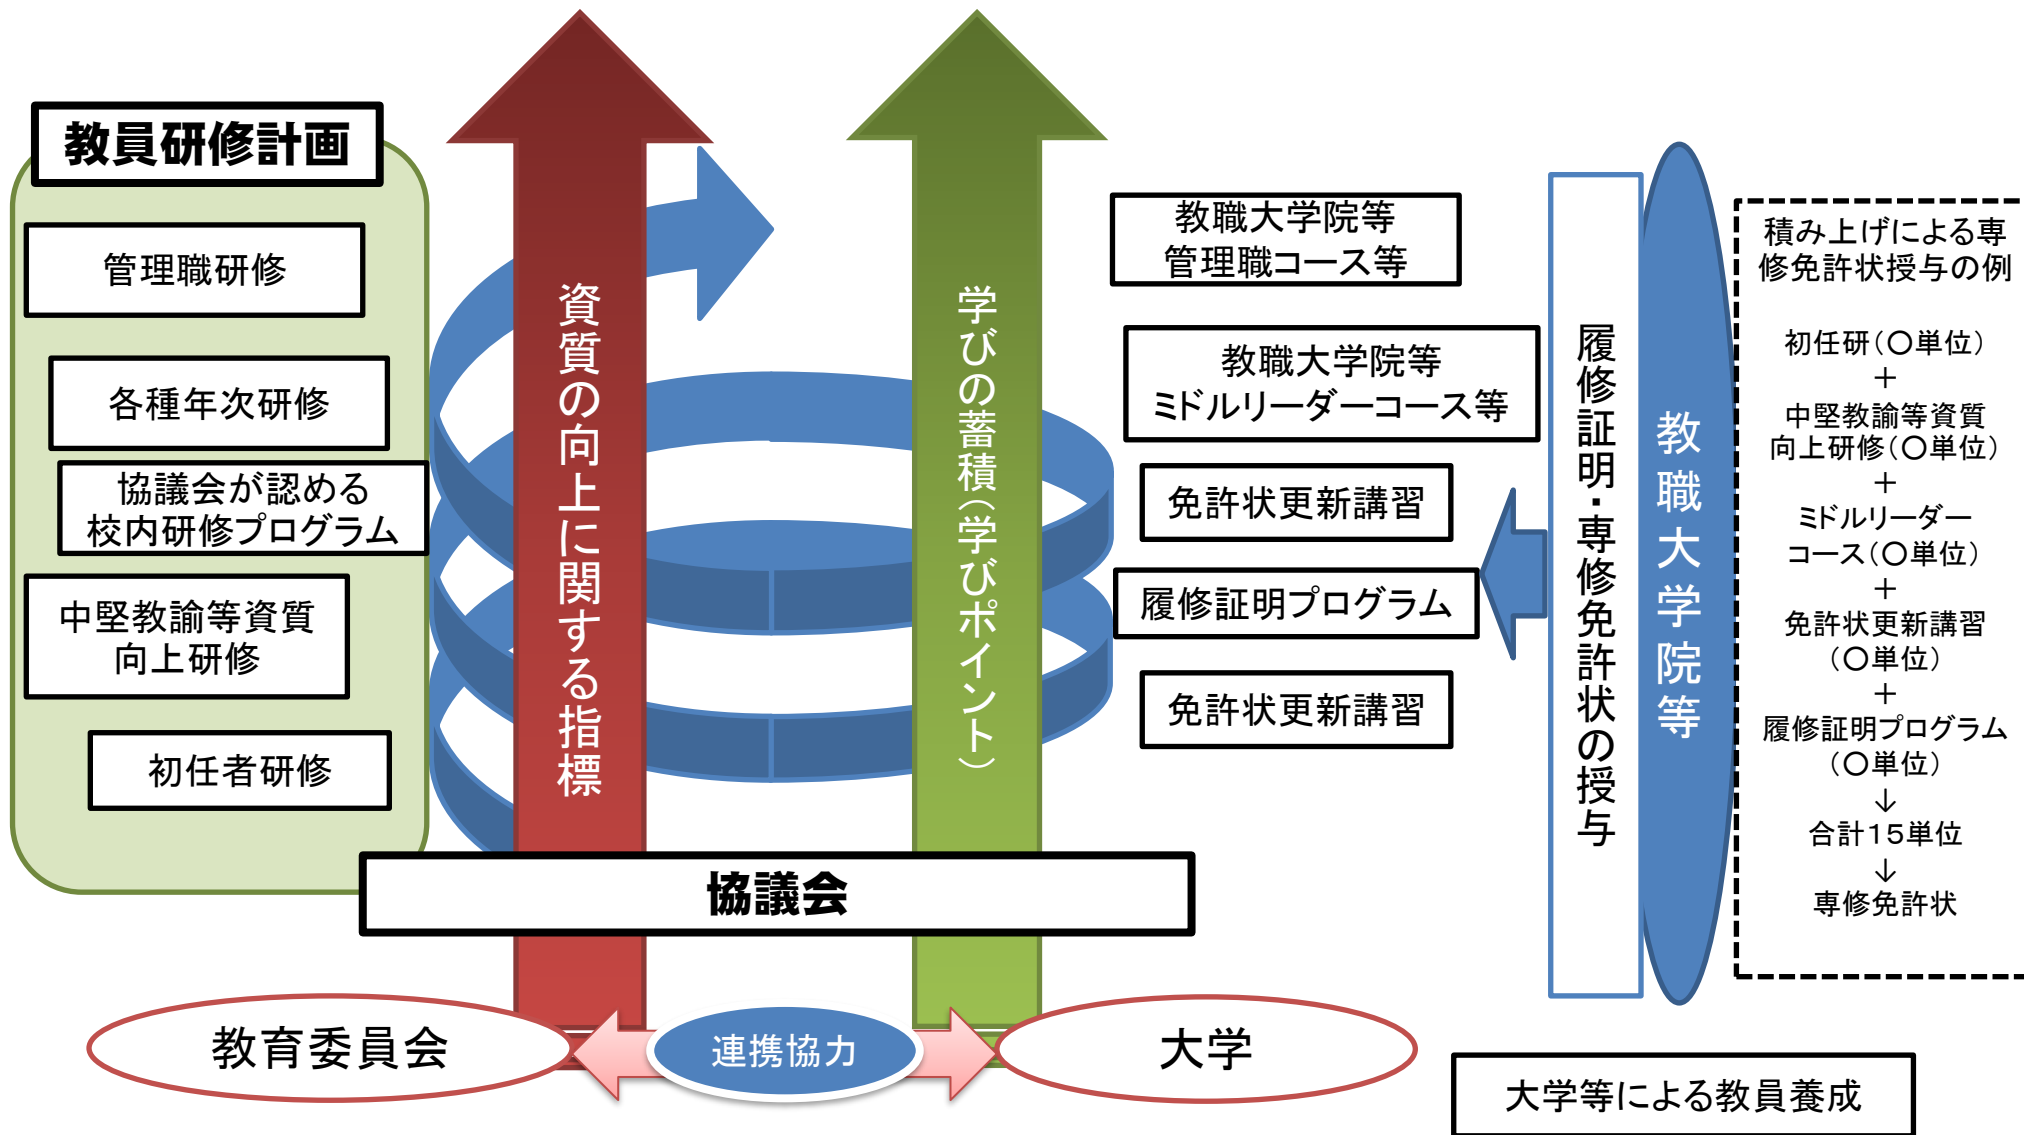 教員研修計画
管理職研修
各種年次研修
協議会が認める
校内研修プログラム
中堅教諭等資質
向上研修
初任者研修
資質の向上に関する指標
学びの蓄積(学びポイント)
教職大学院等
管理職コース等
教職大学院等
ミドルリーダーコース等
免許状更新講習
履修証明プログラム
免許状更新講習
履修証明・専修免許状の授与
教職大学院等
積み上げによる専
修免許状授与の例
初任研(○単位)
+
中堅教諭等資質
向上研修(○単位)
+
ミドルリーダー
コース(○単位)
+
免許状更新講習
(○単位)
+
履修証明プログラム
(○単位)
↓
合計15単位
↓
専修免許状
協議会
教育委員会
連携協力
大学
大学等による教員養成